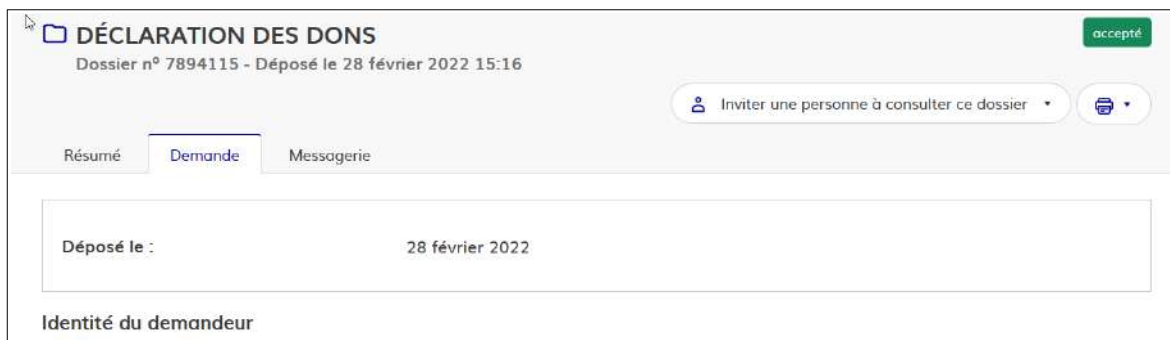 DÉCLARATION DES DONS
accepté
Dossier nº 7894115 - Déposé le 28 février 2022 15:16
Inviter une personne à consulter ce dossier
Résumé Demande Messagerie
Déposé le : 28 février 2022
Identité du demandeur